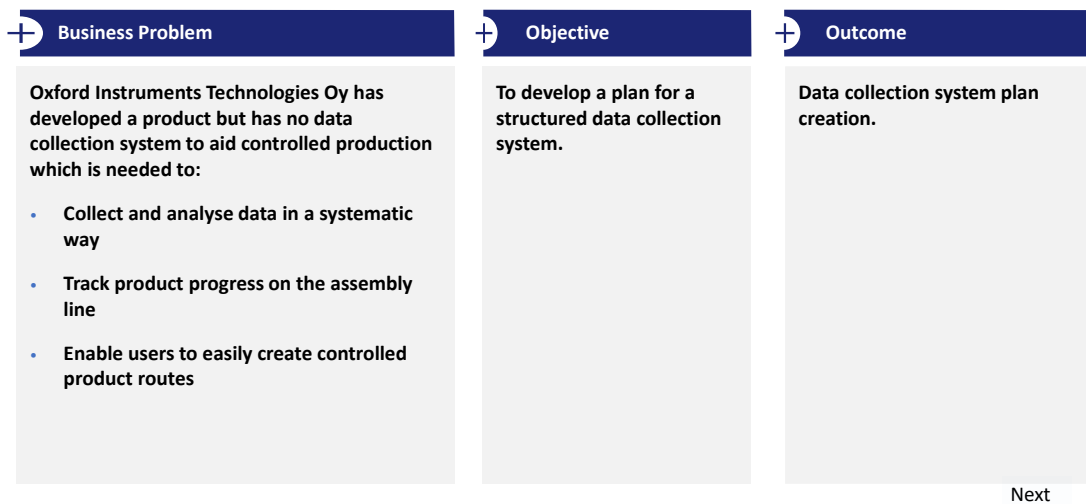 Business Problem
Oxford Instruments Technologies Oy has
developed a product but has no data
collection system to aid controlled production
which is needed to:
• Collect and analyse data in a systematic
way
• Track product progress on the assembly
line
• Enable users to easily create controlled
product routes
Objective
To develop a plan for a
structured data collection
system.
Outcome
Data collection system plan
creation.
Next